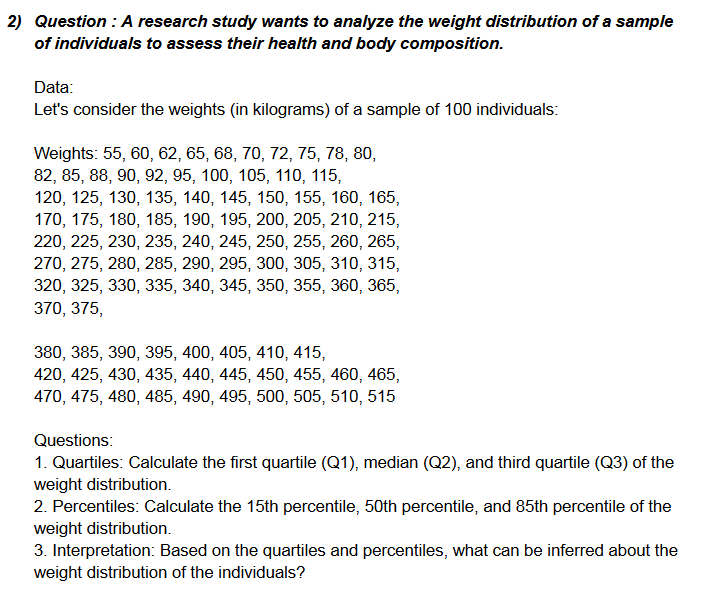 2) Question : A research study wants to analyze the weight distribution of a sample
of individuals to assess their health and body composition.
Data:
Let's consider the weights (in kilograms) of a sample of 100 individuals:
Weights: 55, 60, 62, 65, 68, 70, 72, 75, 78, 80,
82, 85, 88, 90, 92, 95, 100, 105, 110, 115,
120, 125, 130, 135, 140, 145, 150, 155, 160, 165,
170, 175, 180, 185, 190, 195, 200, 205, 210, 215,
220, 225, 230, 235, 240, 245, 250, 255, 260, 265,
270, 275, 280, 285, 290, 295, 300, 305, 310, 315,
320, 325, 330, 335, 340, 345, 350, 355, 360, 365,
370, 375,
380, 385, 390, 395, 400, 405, 410, 415,
420, 425, 430, 435, 440, 445, 450, 455, 460, 465,
470, 475, 480, 485, 490, 495, 500, 505, 510, 515
Questions:
1. Quartiles: Calculate the first quartile (Q1), median (Q2), and third quartile (Q3) of the
weight distribution.
2. Percentiles: Calculate the 15th percentile, 50th percentile, and 85th percentile of the
weight distribution.
3. Interpretation: Based on the quartiles and percentiles, what can be inferred about the
weight distribution of the individuals?